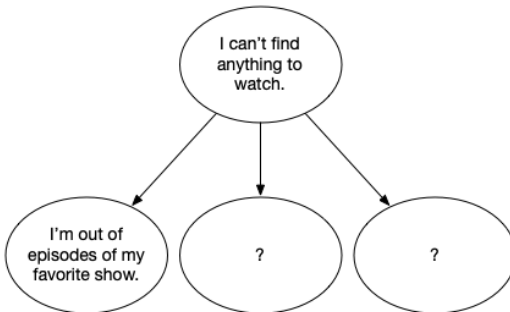 I can't find
anything to
watch.
I'm out of
episodes of my
favorite show.
?
?